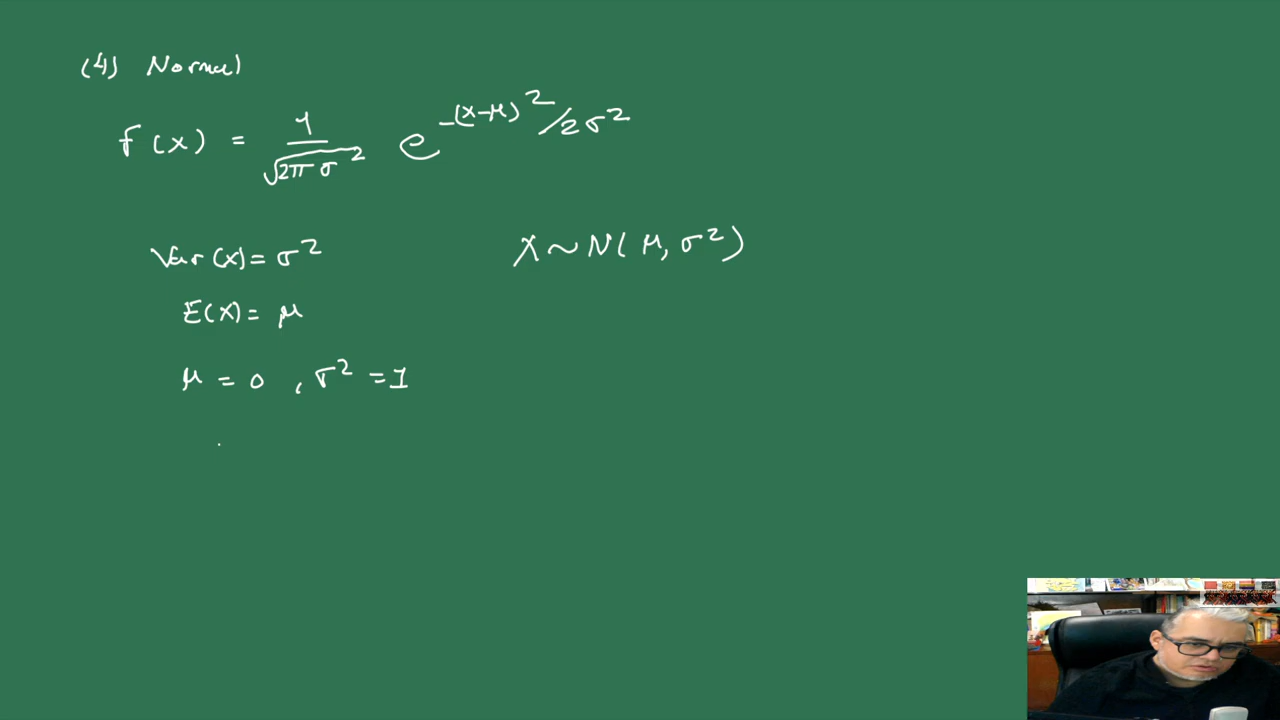 (4) Normal
f(x) = 1/√(2πσ²) e^(-(x-μ)²/2σ²)
Var(x) = σ² X ~ N(μ, σ²)
E(X) = μ
μ = 0 , σ² = 1